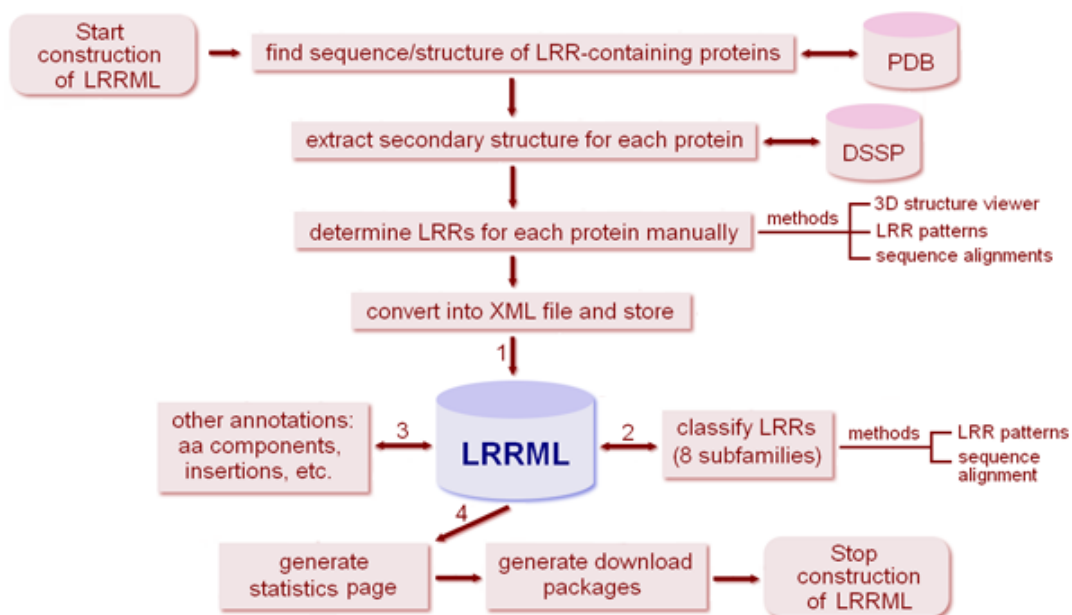 Start
construction
of LRRML
find sequence/structure of LRR-containing proteins
PDB
extract secondary structure for each protein
DSSP
determine LRRs for each protein manually
methods
3D structure viewer
LRR patterns
sequence alignments
convert into XML file and store
1
other annotations:
aa components,
insertions, etc.
3
LRRML
2
classify LRRs
(8 subfamilies)
methods
LRR patterns
sequence
alignment
4
generate
statistics page
generate download
packages
Stop
construction
of LRRML